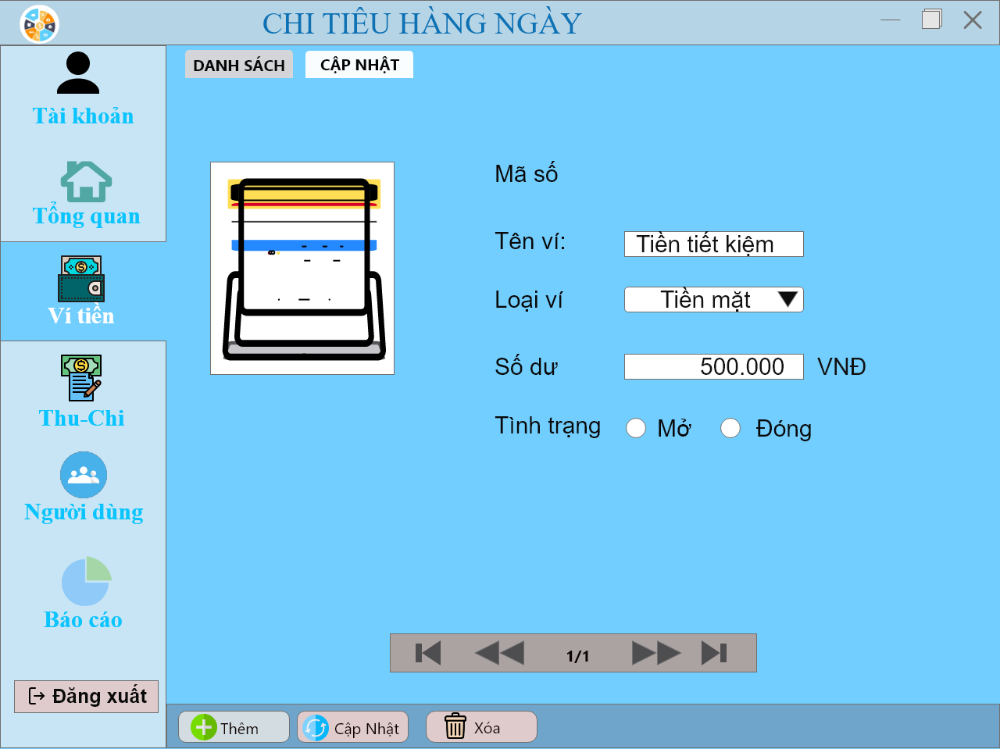 CHI TIÊU HÀNG NGÀY
DANH SÁCH
CẬP NHẬT
Tài khoản
Tổng quan
Ví tiền
Thu-Chi
Người dùng
Báo cáo
Đăng xuất
Mã số
Tên ví:
Tiền tiết kiệm
Loại ví
Tiền mặt
Số dư
500.000
VNĐ
Tình trạng
Mở
Đóng
1/1
Thêm
Cập Nhật
Xóa